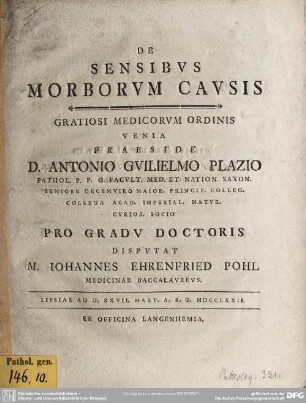 DE
SENSIBVS
MORBORVM CAVSIS
GRATIOSI MEDICORVM ORDINIS
VENIA
PRAESIDE
D. ANTONIO GVILIELMO PLAZIO
PATHOL. P. P. O. FACVLT. MED. ET NATION. SAXON.
SENIORE DECEMVIRO MAIOR. PRINCIP. COLLEG.
COLLEGA ACAD. IMPERIAL. NATVR.
CVRIOS. SOCIO
PRO GRADV DOCTORIS
DISPVTAT
M. IOHANNES EHRENFRIED POHL
MEDICINAE BACCALAVREVS.
LIPSIAE AD D. XXVII. MART. A. R. G. MDCCLXXII.
EX OFFICINA LANGENHEMIA.
Pathol. gen.
146, 10.